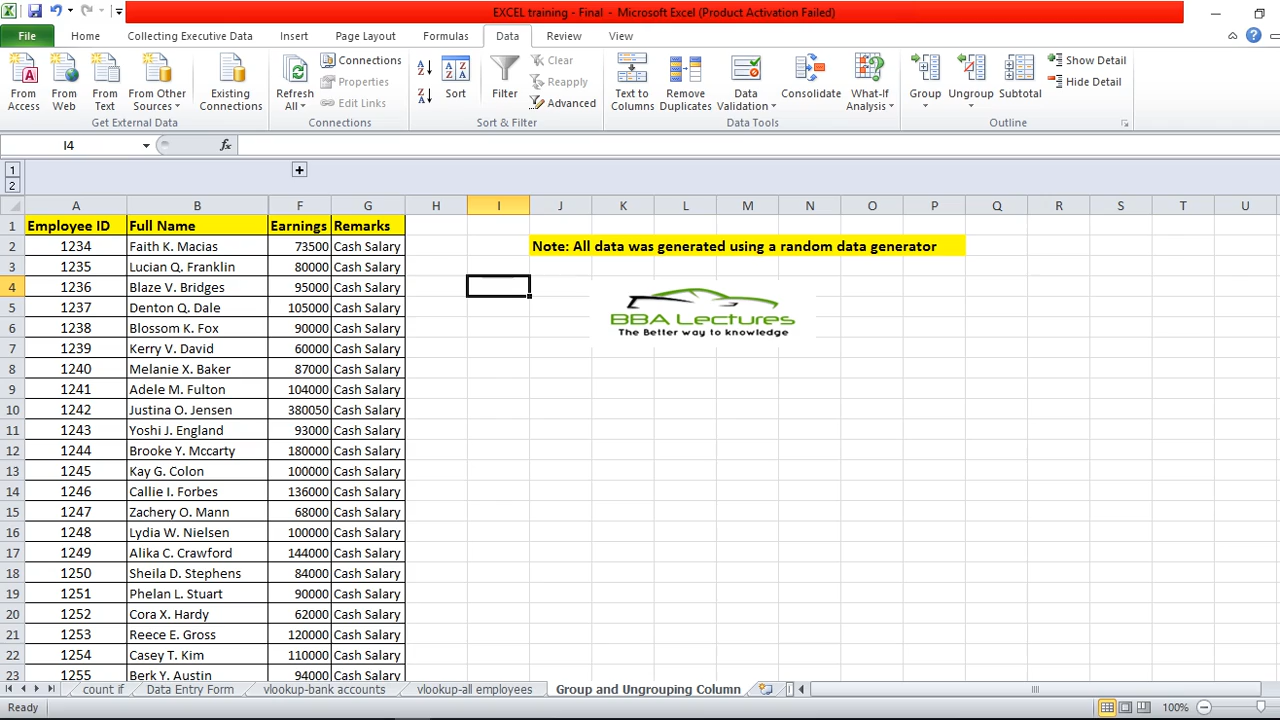 EXCEL training - Final - Microsoft Excel (Product Activation Failed)
File Home Collecting Executive Data Insert Page Layout Formulas Data Review View
From Access
From Web
From Text
From Other Sources
Existing Connections
Get External Data
Refresh All
Connections
Properties
Edit Links
Connections
Sort
Filter
Clear
Reapply
Advanced
Sort & Filter
Text to Columns
Remove Duplicates
Data Validation
Consolidate
What-If Analysis
Data Tools
Group
Ungroup
Subtotal
Show Detail
Hide Detail
Outline
I4 fx
1
2
A B F G H I J K L M N O P Q R S T U
1 Employee ID Full Name Earnings Remarks
2 1234 Faith K. Macias 73500 Cash Salary Note: All data was generated using a random data generator
3 1235 Lucian Q. Franklin 80000 Cash Salary
4 1236 Blaze V. Bridges 95000 Cash Salary
5 1237 Denton Q. Dale 105000 Cash Salary
6 1238 Blossom K. Fox 90000 Cash Salary
7 1239 Kerry V. David 60000 Cash Salary
8 1240 Melanie X. Baker 87000 Cash Salary
9 1241 Adele M. Fulton 104000 Cash Salary
10 1242 Justina O. Jensen 380050 Cash Salary
11 1243 Yoshi J. England 93000 Cash Salary
12 1244 Brooke Y. Mccarty 180000 Cash Salary
13 1245 Kay G. Colon 100000 Cash Salary
14 1246 Callie I. Forbes 136000 Cash Salary
15 1247 Zachery O. Mann 68000 Cash Salary
16 1248 Lydia W. Nielsen 100000 Cash Salary
17 1249 Alika C. Crawford 144000 Cash Salary
18 1250 Sheila D. Stephens 84000 Cash Salary
19 1251 Phelan L. Stuart 90000 Cash Salary
20 1252 Cora X. Hardy 62000 Cash Salary
21 1253 Reece E. Gross 120000 Cash Salary
22 1254 Casey T. Kim 110000 Cash Salary
23 1255 Berk Y. Austin 94000 Cash Salary
BBA Lectures
The Better way to knowledge
count if Data Entry Form vlookup-bank accounts vlookup-all employees Group and Ungrouping Column
Ready 100%